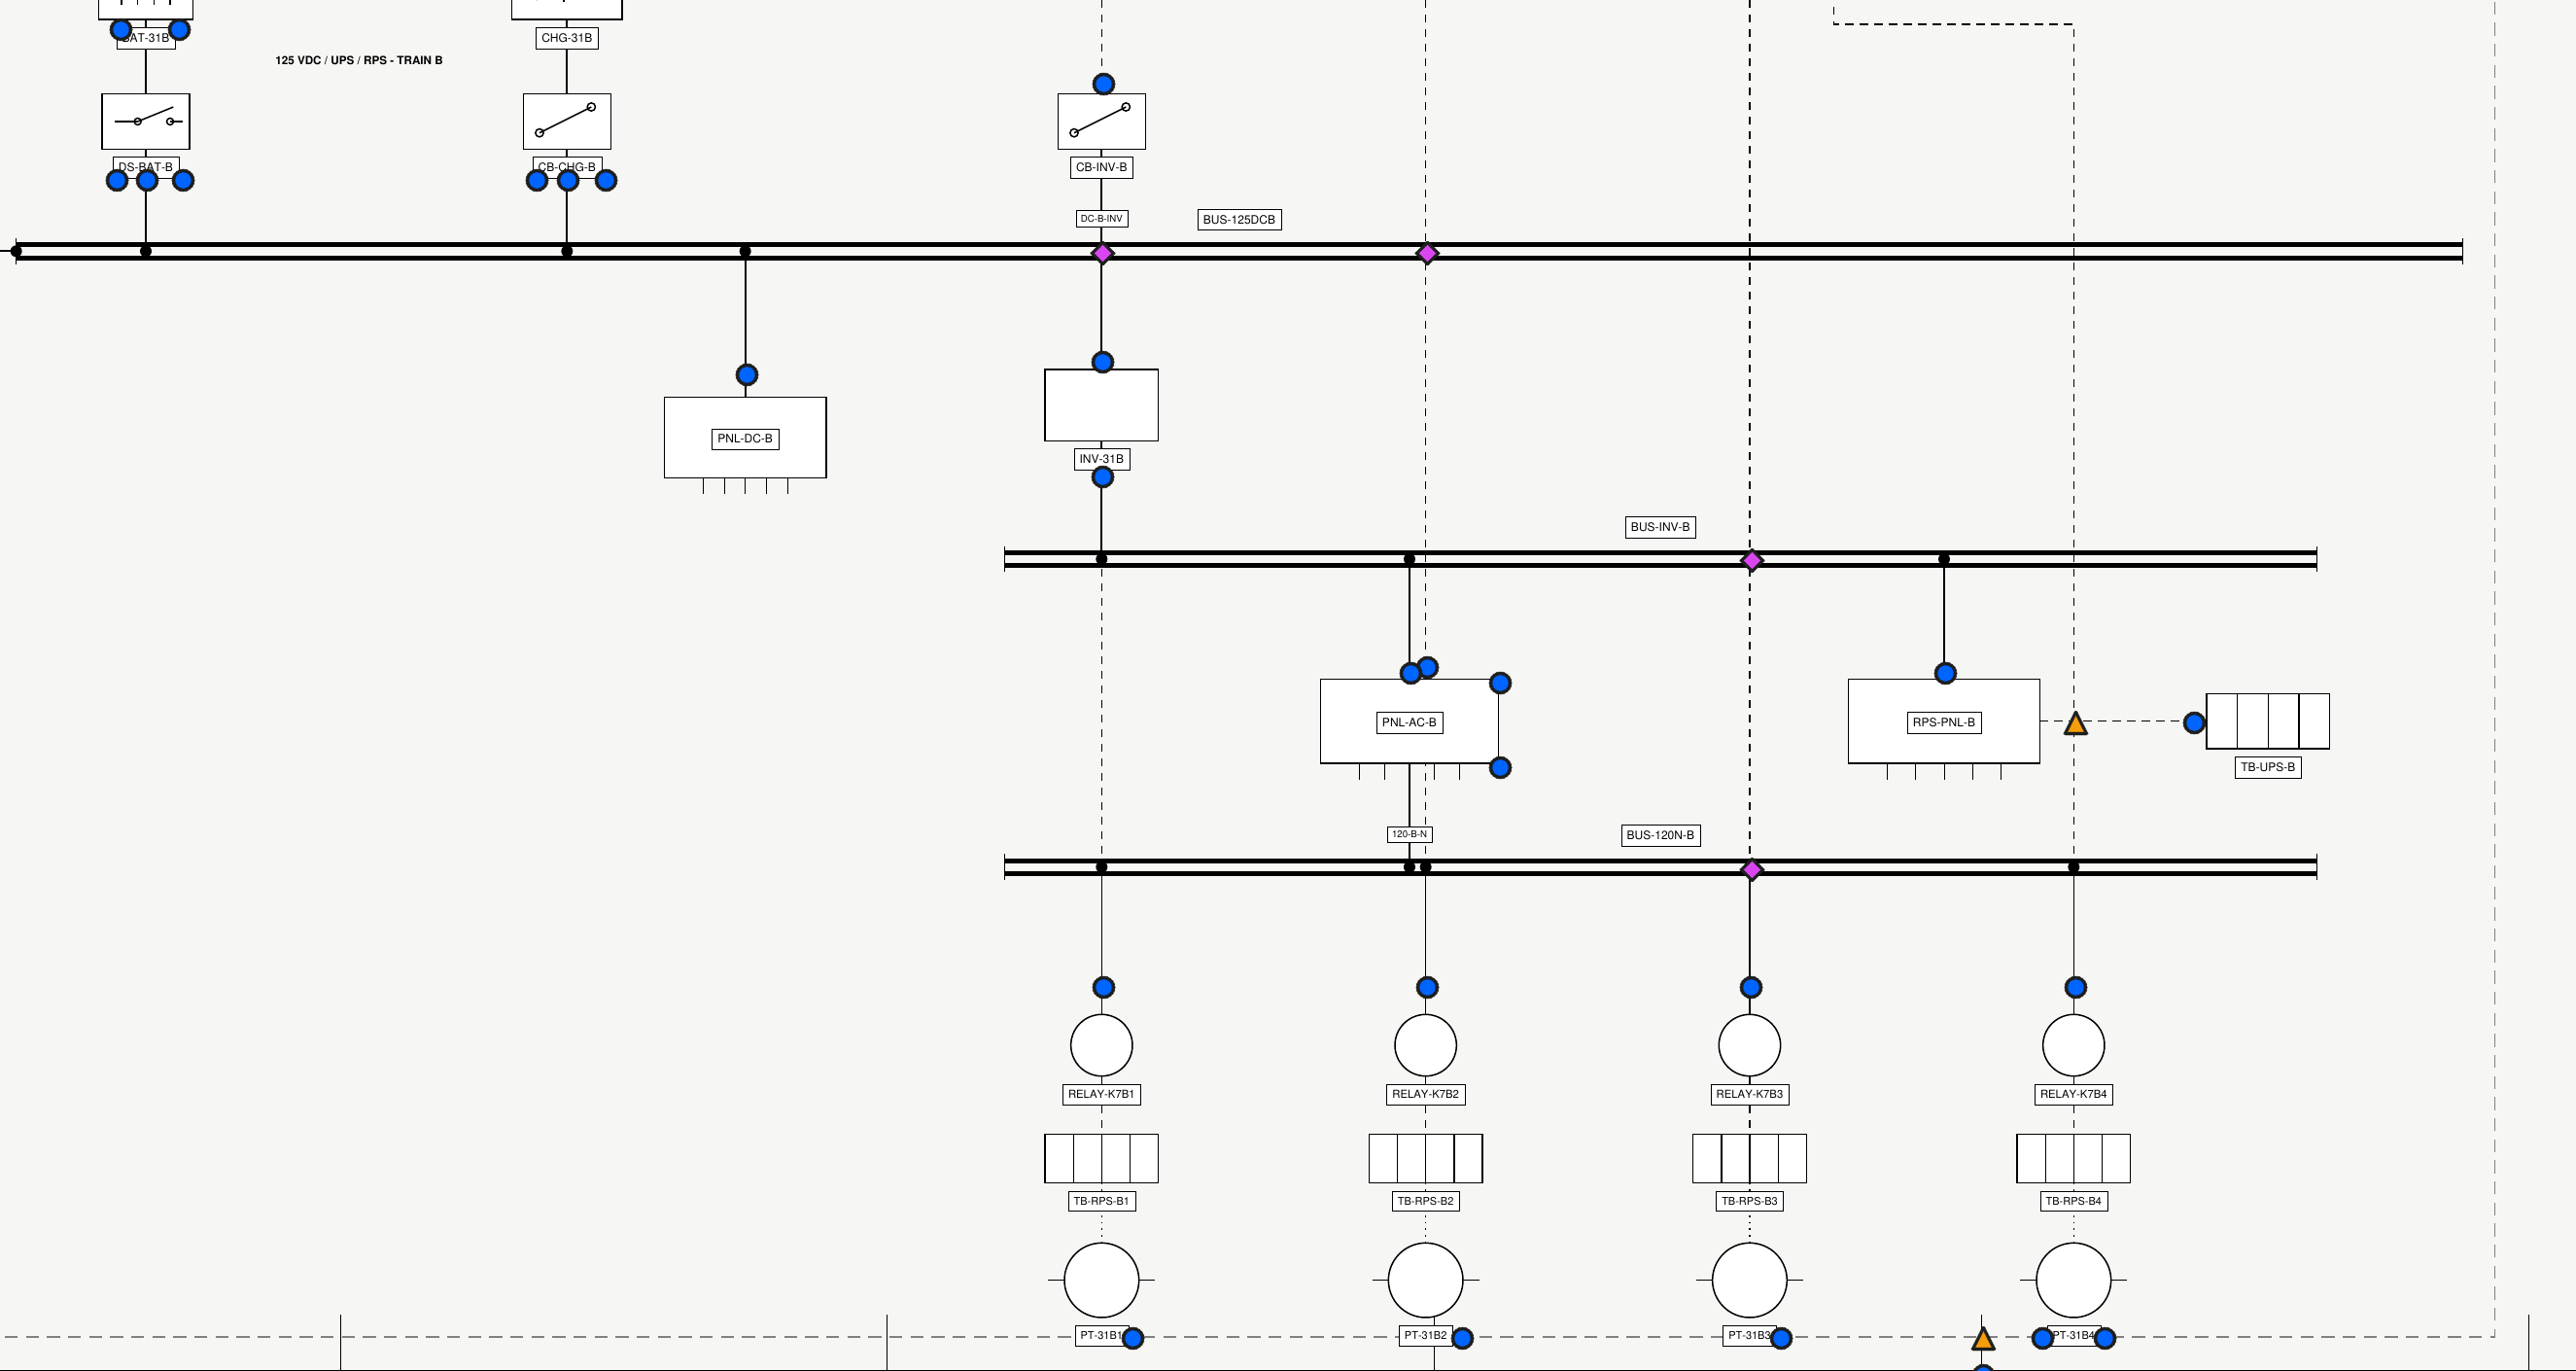 BAT-31B
CHG-31B
125 VDC / UPS / RPS - TRAIN B
DS-BAT-B
CB-CHG-B
CB-INV-B
DC-B-INV
BUS-125DCB
PNL-DC-B
INV-31B
BUS-INV-B
PNL-AC-B
RPS-PNL-B
TB-UPS-B
120-B-N
BUS-120N-B
RELAY-K7B1
RELAY-K7B2
RELAY-K7B3
RELAY-K7B4
TB-RPS-B1
TB-RPS-B2
TB-RPS-B3
TB-RPS-B4
PT-31B1
PT-31B2
PT-31B3
PT-31B4